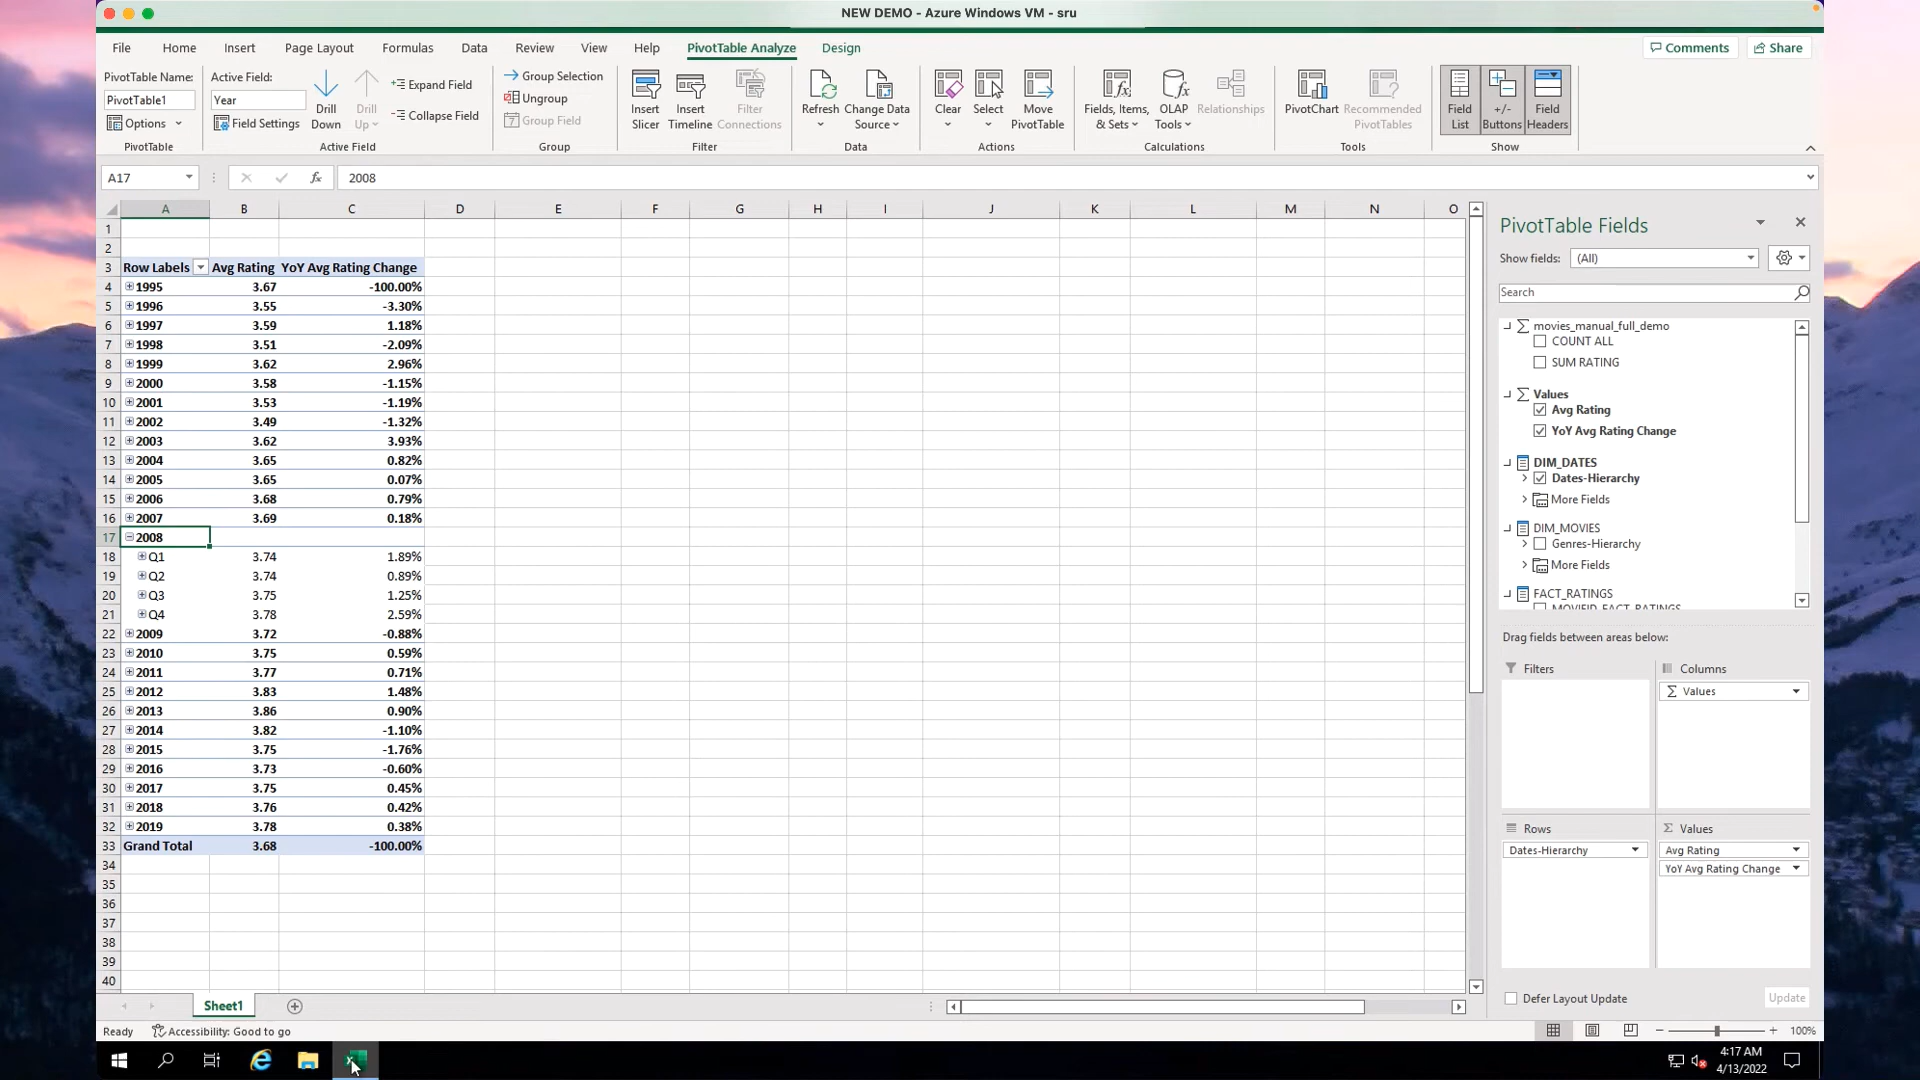 NEW DEMO - Azure Windows VM - sru
File Home Insert Page Layout Formulas Data Review View Help PivotTable Analyze Design Comments Share
PivotTable Name:
PivotTable1
Options
PivotTable
Active Field:
Year
Field Settings
Drill Down
Drill Up
Expand Field
Collapse Field
Active Field
Group Selection
Ungroup
Group Field
Group
Insert Slicer
Insert Timeline
Filter Connections
Filter
Refresh
Change Data Source
Data
Clear
Select
Move PivotTable
Actions
Fields, Items, & Sets
OLAP Tools
Relationships
Calculations
PivotChart
Recommended PivotTables
Tools
Field List
+/- Buttons
Field Headers
Show
A17 fx 2008
A B C D E F G H I J K L M N O
1
2
3 Row Labels Avg Rating YoY Avg Rating Change
4 1995 3.67 -100.00%
5 1996 3.55 -3.30%
6 1997 3.59 1.18%
7 1998 3.51 -2.09%
8 1999 3.62 2.96%
9 2000 3.58 -1.15%
10 2001 3.53 -1.19%
11 2002 3.49 -1.32%
12 2003 3.62 3.93%
13 2004 3.65 0.82%
14 2005 3.65 0.07%
15 2006 3.68 0.79%
16 2007 3.69 0.18%
17 2008
18 Q1 3.74 1.89%
19 Q2 3.74 0.89%
20 Q3 3.75 1.25%
21 Q4 3.78 2.59%
22 2009 3.72 -0.88%
23 2010 3.75 0.59%
24 2011 3.77 0.71%
25 2012 3.83 1.48%
26 2013 3.86 0.90%
27 2014 3.82 -1.10%
28 2015 3.75 -1.76%
29 2016 3.73 -0.60%
30 2017 3.75 0.45%
31 2018 3.76 0.42%
32 2019 3.78 0.38%
33 Grand Total 3.68 -100.00%
34
35
36
37
38
39
40
PivotTable Fields
Show fields: (All)
Search
movies_manual_full_demo
COUNT ALL
SUM RATING
Values
Avg Rating
YoY Avg Rating Change
DIM_DATES
Dates-Hierarchy
More Fields
DIM_MOVIES
Genres-Hierarchy
More Fields
FACT_RATINGS
MOVIEID_FACT_RATINGS
Drag fields between areas below:
Filters
Columns
Values
Rows
Dates-Hierarchy
Values
Avg Rating
YoY Avg Rating Change
Defer Layout Update Update
Sheet1
Ready Accessibility: Good to go 100%
4:17 AM
4/13/2022